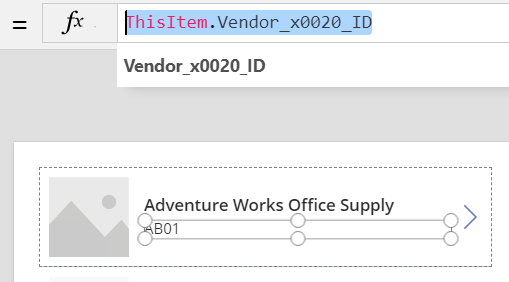 = fx ThisItem.Vendor_x0020_ID
Vendor_x0020_ID
Adventure Works Office Supply
AB01